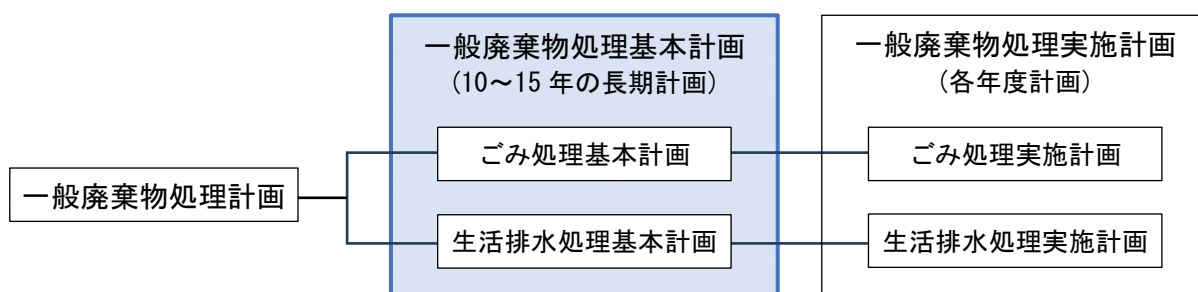 一般廃棄物処理計画
一般廃棄物処理基本計画
(10～15 年の長期計画)
ごみ処理基本計画
生活排水処理基本計画
一般廃棄物処理実施計画
(各年度計画)
ごみ処理実施計画
生活排水処理実施計画